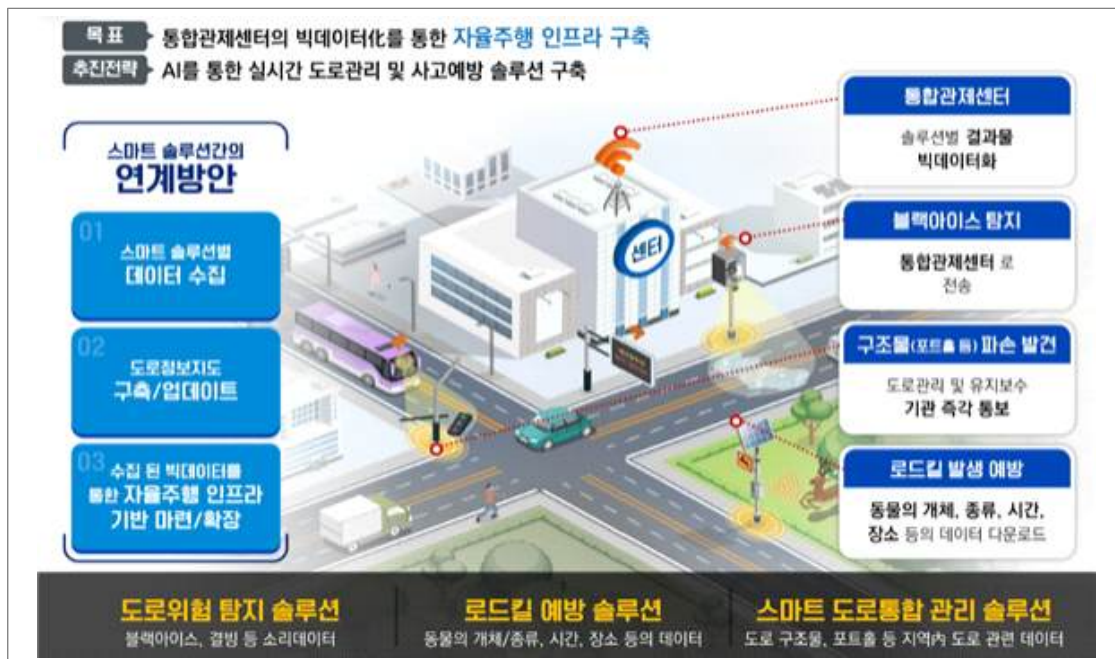 목 표 통합관제센터의 빅데이터化를 통한 자율주행 인프라 구축
추진전략 AI를 통한 실시간 도로관리 및 사고예방 솔루션 구축
스마트 솔루션간의
연계방안
01
스마트 솔루션별
데이터 수집
02
도로정보지도
구축/업데이트
03
수집 된 빅데이터를
통한 자율주행 인프라
기반 마련/확장
센터
통합관제센터
솔루션별 결과물
빅데이터화
블랙아이스 탐지
통합관제센터 로
전송
구조물(포트홀 등) 파손 발견
도로관리 및 유지보수
기관 즉각 통보
로드킬 발생 예방
동물의 개체, 종류, 시간,
장소 등의 데이터 다운로드
도로위험 탐지 솔루션
블랙아이스, 결빙 등 소리데이터
로드킬 예방 솔루션
동물의 개체/종류, 시간, 장소 등의 데이터
스마트 도로통합 관리 솔루션
도로 구조물, 포트홀 등 지역內 도로 관련 데이터